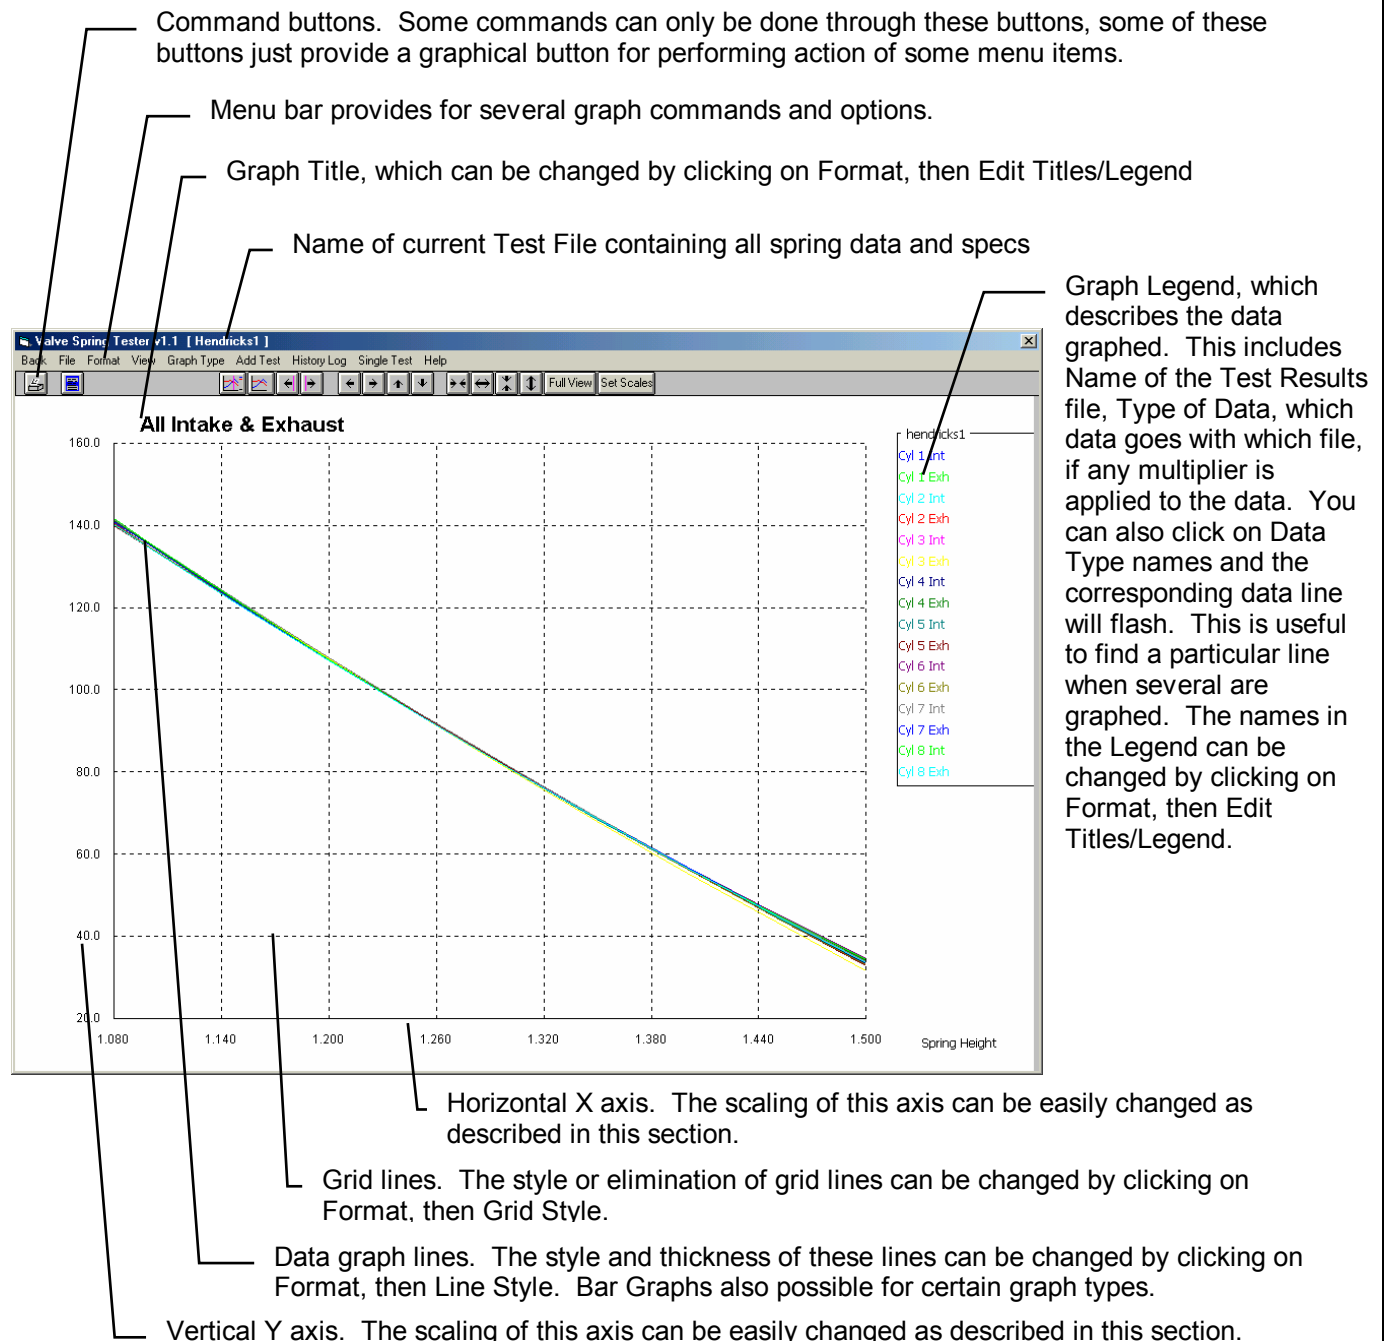 Command buttons.  Some commands can only be done through these buttons, some of these
buttons just provide a graphical button for performing action of some menu items.
Menu bar provides for several graph commands and options.
Graph Title, which can be changed by clicking on Format, then Edit Titles/Legend
Name of current Test File containing all spring data and specs
Graph Legend, which
describes the data
graphed.  This includes
Name of the Test Results
file, Type of Data, which
data goes with which file,
if any multiplier is
applied to the data.  You
can also click on Data
Type names and the
corresponding data line
will flash.  This is useful
to find a particular line
when several are
graphed.  The names in
the Legend can be
changed by clicking on
Format, then Edit
Titles/Legend.
Valve Spring Tester v1.1  [ Hendricks1 ]
Back File Format View Graph Type Add Test History Log Single Test Help
Full View Set Scales
All Intake & Exhaust
160.0
140.0
120.0
100.0
80.0
60.0
40.0
20.0
1.080 1.140 1.200 1.260 1.320 1.380 1.440 1.500 Spring Height
hendricks1
Cyl 1 Int
Cyl 1 Exh
Cyl 2 Int
Cyl 2 Exh
Cyl 3 Int
Cyl 3 Exh
Cyl 4 Int
Cyl 4 Exh
Cyl 5 Int
Cyl 5 Exh
Cyl 6 Int
Cyl 6 Exh
Cyl 7 Int
Cyl 7 Exh
Cyl 8 Int
Cyl 8 Exh
Horizontal X axis.  The scaling of this axis can be easily changed as
described in this section.
Grid lines.  The style or elimination of grid lines can be changed by clicking on
Format, then Grid Style.
Data graph lines.  The style and thickness of these lines can be changed by clicking on
Format, then Line Style.  Bar Graphs also possible for certain graph types.
Vertical Y axis.  The scaling of this axis can be easily changed as described in this section.